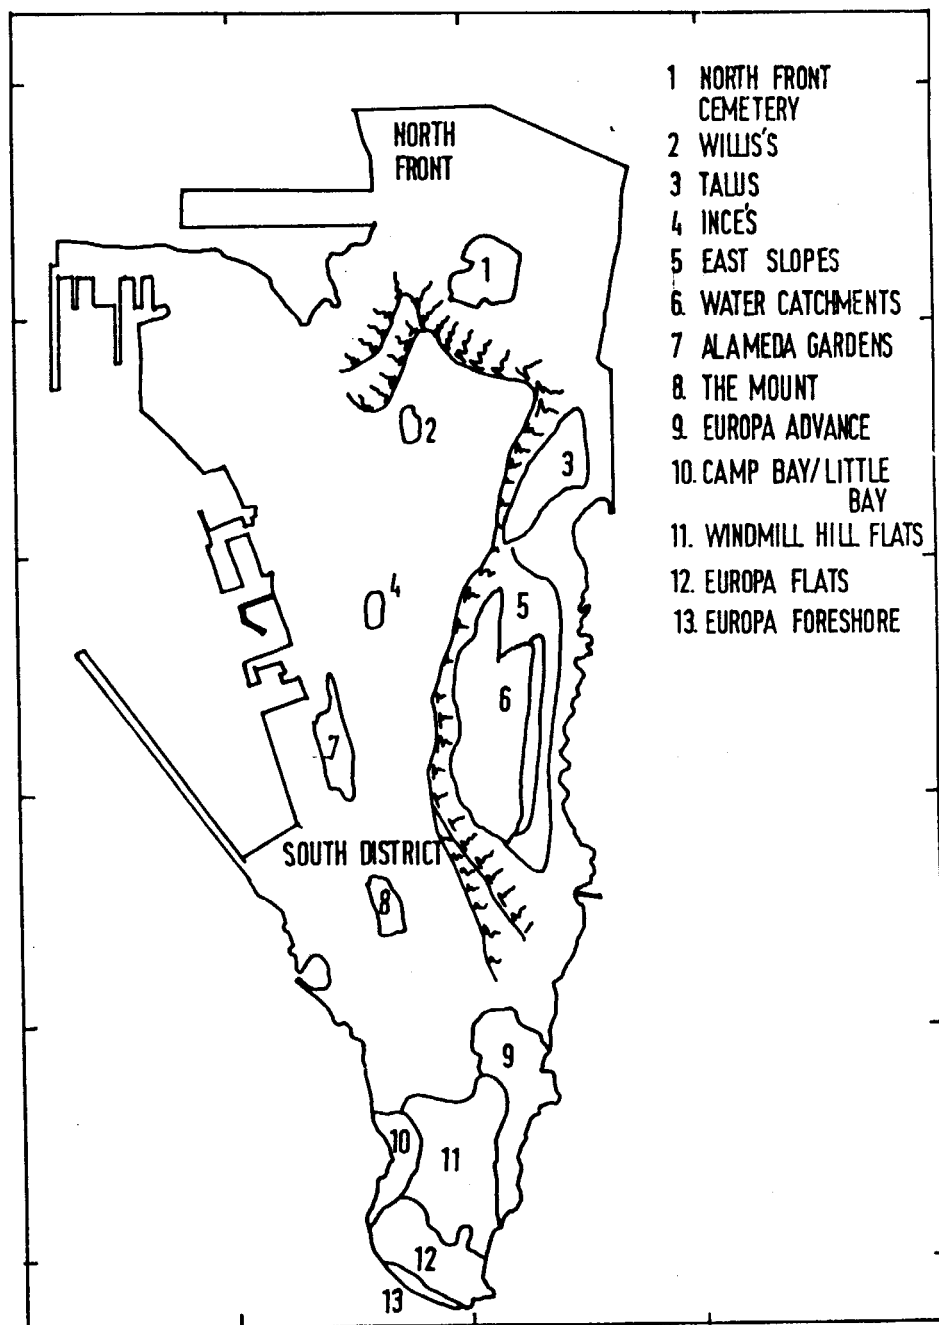 NORTH
FRONT
1
2
3
4
5
6
7
SOUTH DISTRICT
8
9
10
11
12
13
1 NORTH FRONT
CEMETERY
2 WILLIS'S
3 TALUS
4 INCE'S
5 EAST SLOPES
6. WATER CATCHMENTS
7 ALAMEDA GARDENS
8. THE MOUNT
9. EUROPA ADVANCE
10. CAMP BAY/LITTLE
BAY
11. WINDMILL HILL FLATS
12. EUROPA FLATS
13. EUROPA FORESHORE